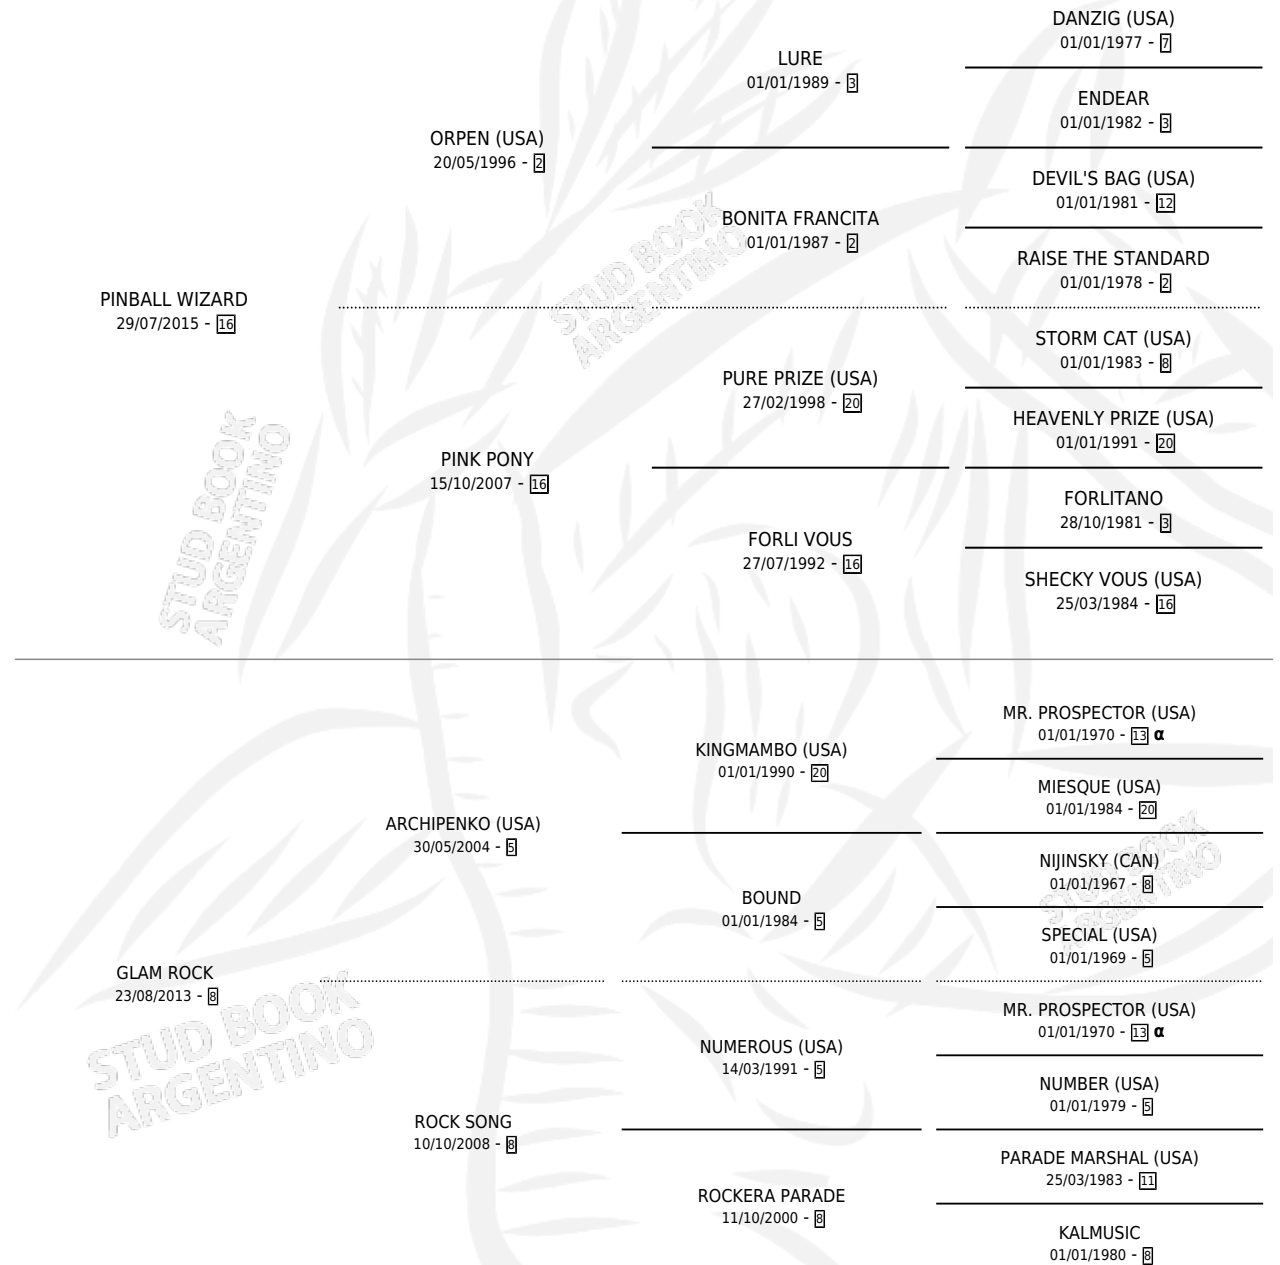 PINBALL WIZARD
29/07/2015 - 16
ORPEN (USA)
20/05/1996 - 2
LURE
01/01/1989 - 3
DANZIG (USA)
01/01/1977 - 7
ENDEAR
01/01/1982 - 3
BONITA FRANCITA
01/01/1987 - 2
DEVIL'S BAG (USA)
01/01/1981 - 12
RAISE THE STANDARD
01/01/1978 - 2
PINK PONY
15/10/2007 - 16
PURE PRIZE (USA)
27/02/1998 - 20
STORM CAT (USA)
01/01/1983 - 8
HEAVENLY PRIZE (USA)
01/01/1991 - 20
FORLI VOUS
27/07/1992 - 16
FORLITANO
28/10/1981 - 3
SHECKY VOUS (USA)
25/03/1984 - 16
GLAM ROCK
23/08/2013 - 8
ARCHIPENKO (USA)
30/05/2004 - 5
KINGMAMBO (USA)
01/01/1990 - 20
MR. PROSPECTOR (USA)
01/01/1970 - 13 α
MIESQUE (USA)
01/01/1984 - 20
BOUND
01/01/1984 - 5
NIJINSKY (CAN)
01/01/1967 - 8
SPECIAL (USA)
01/01/1969 - 5
ROCK SONG
10/10/2008 - 8
NUMEROUS (USA)
14/03/1991 - 5
MR. PROSPECTOR (USA)
01/01/1970 - 13 α
NUMBER (USA)
01/01/1979 - 5
ROCKERA PARADE
11/10/2000 - 8
PARADE MARSHAL (USA)
25/03/1983 - 11
KALMUSIC
01/01/1980 - 8
STUD BOOK
ARGENTINO
STUD BOOK
ARGENTINO
STUD BOOK
ARGENTINO
STUD BOOK
ARGENTINO